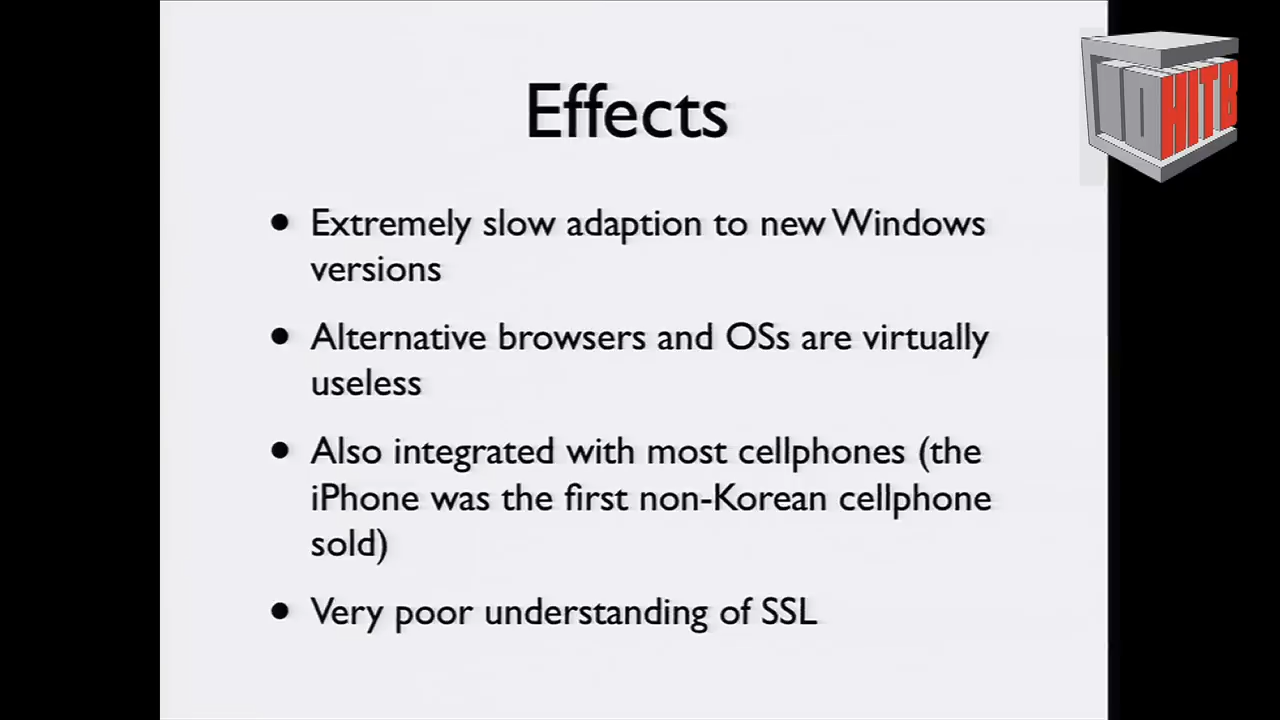 Effects
• Extremely slow adaption to new Windows
versions
• Alternative browsers and OSs are virtually
useless
• Also integrated with most cellphones (the
iPhone was the first non-Korean cellphone
sold)
• Very poor understanding of SSL
HITB